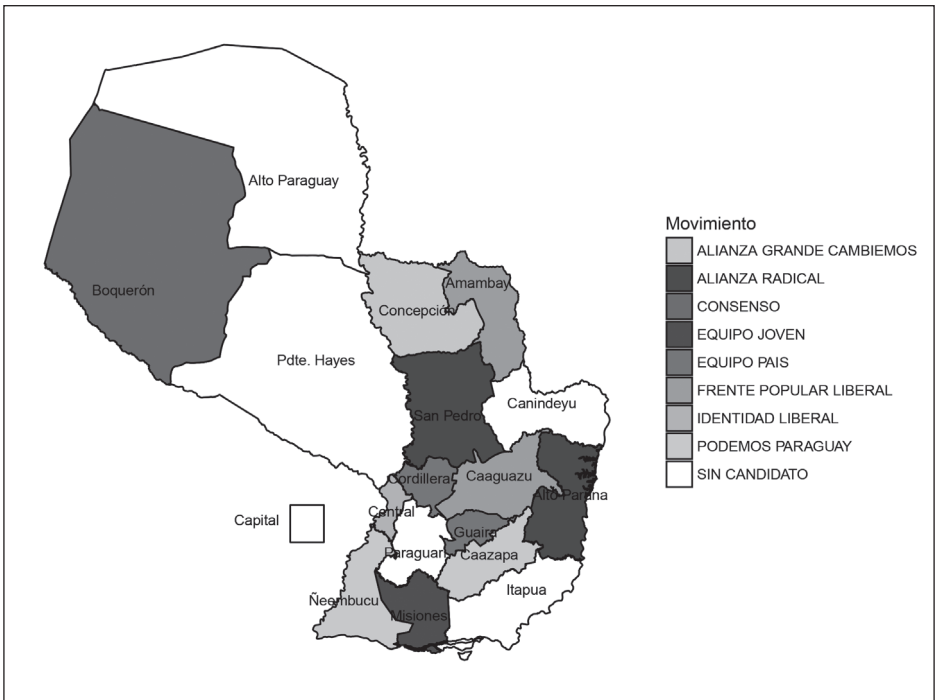 Alto Paraguay
Boquerón
Pdte. Hayes
Concepción
Amambay
San Pedro
Canindeyu
Cordillera
Caaguazu
Alto Parana
Capital
Central
Guaira
Paraguari
Caazapa
Itapua
Ñeembucu
Misiones
Movimiento
ALIANZA GRANDE CAMBIEMOS
ALIANZA RADICAL
CONSENSO
EQUIPO JOVEN
EQUIPO PAIS
FRENTE POPULAR LIBERAL
IDENTIDAD LIBERAL
PODEMOS PARAGUAY
SIN CANDIDATO